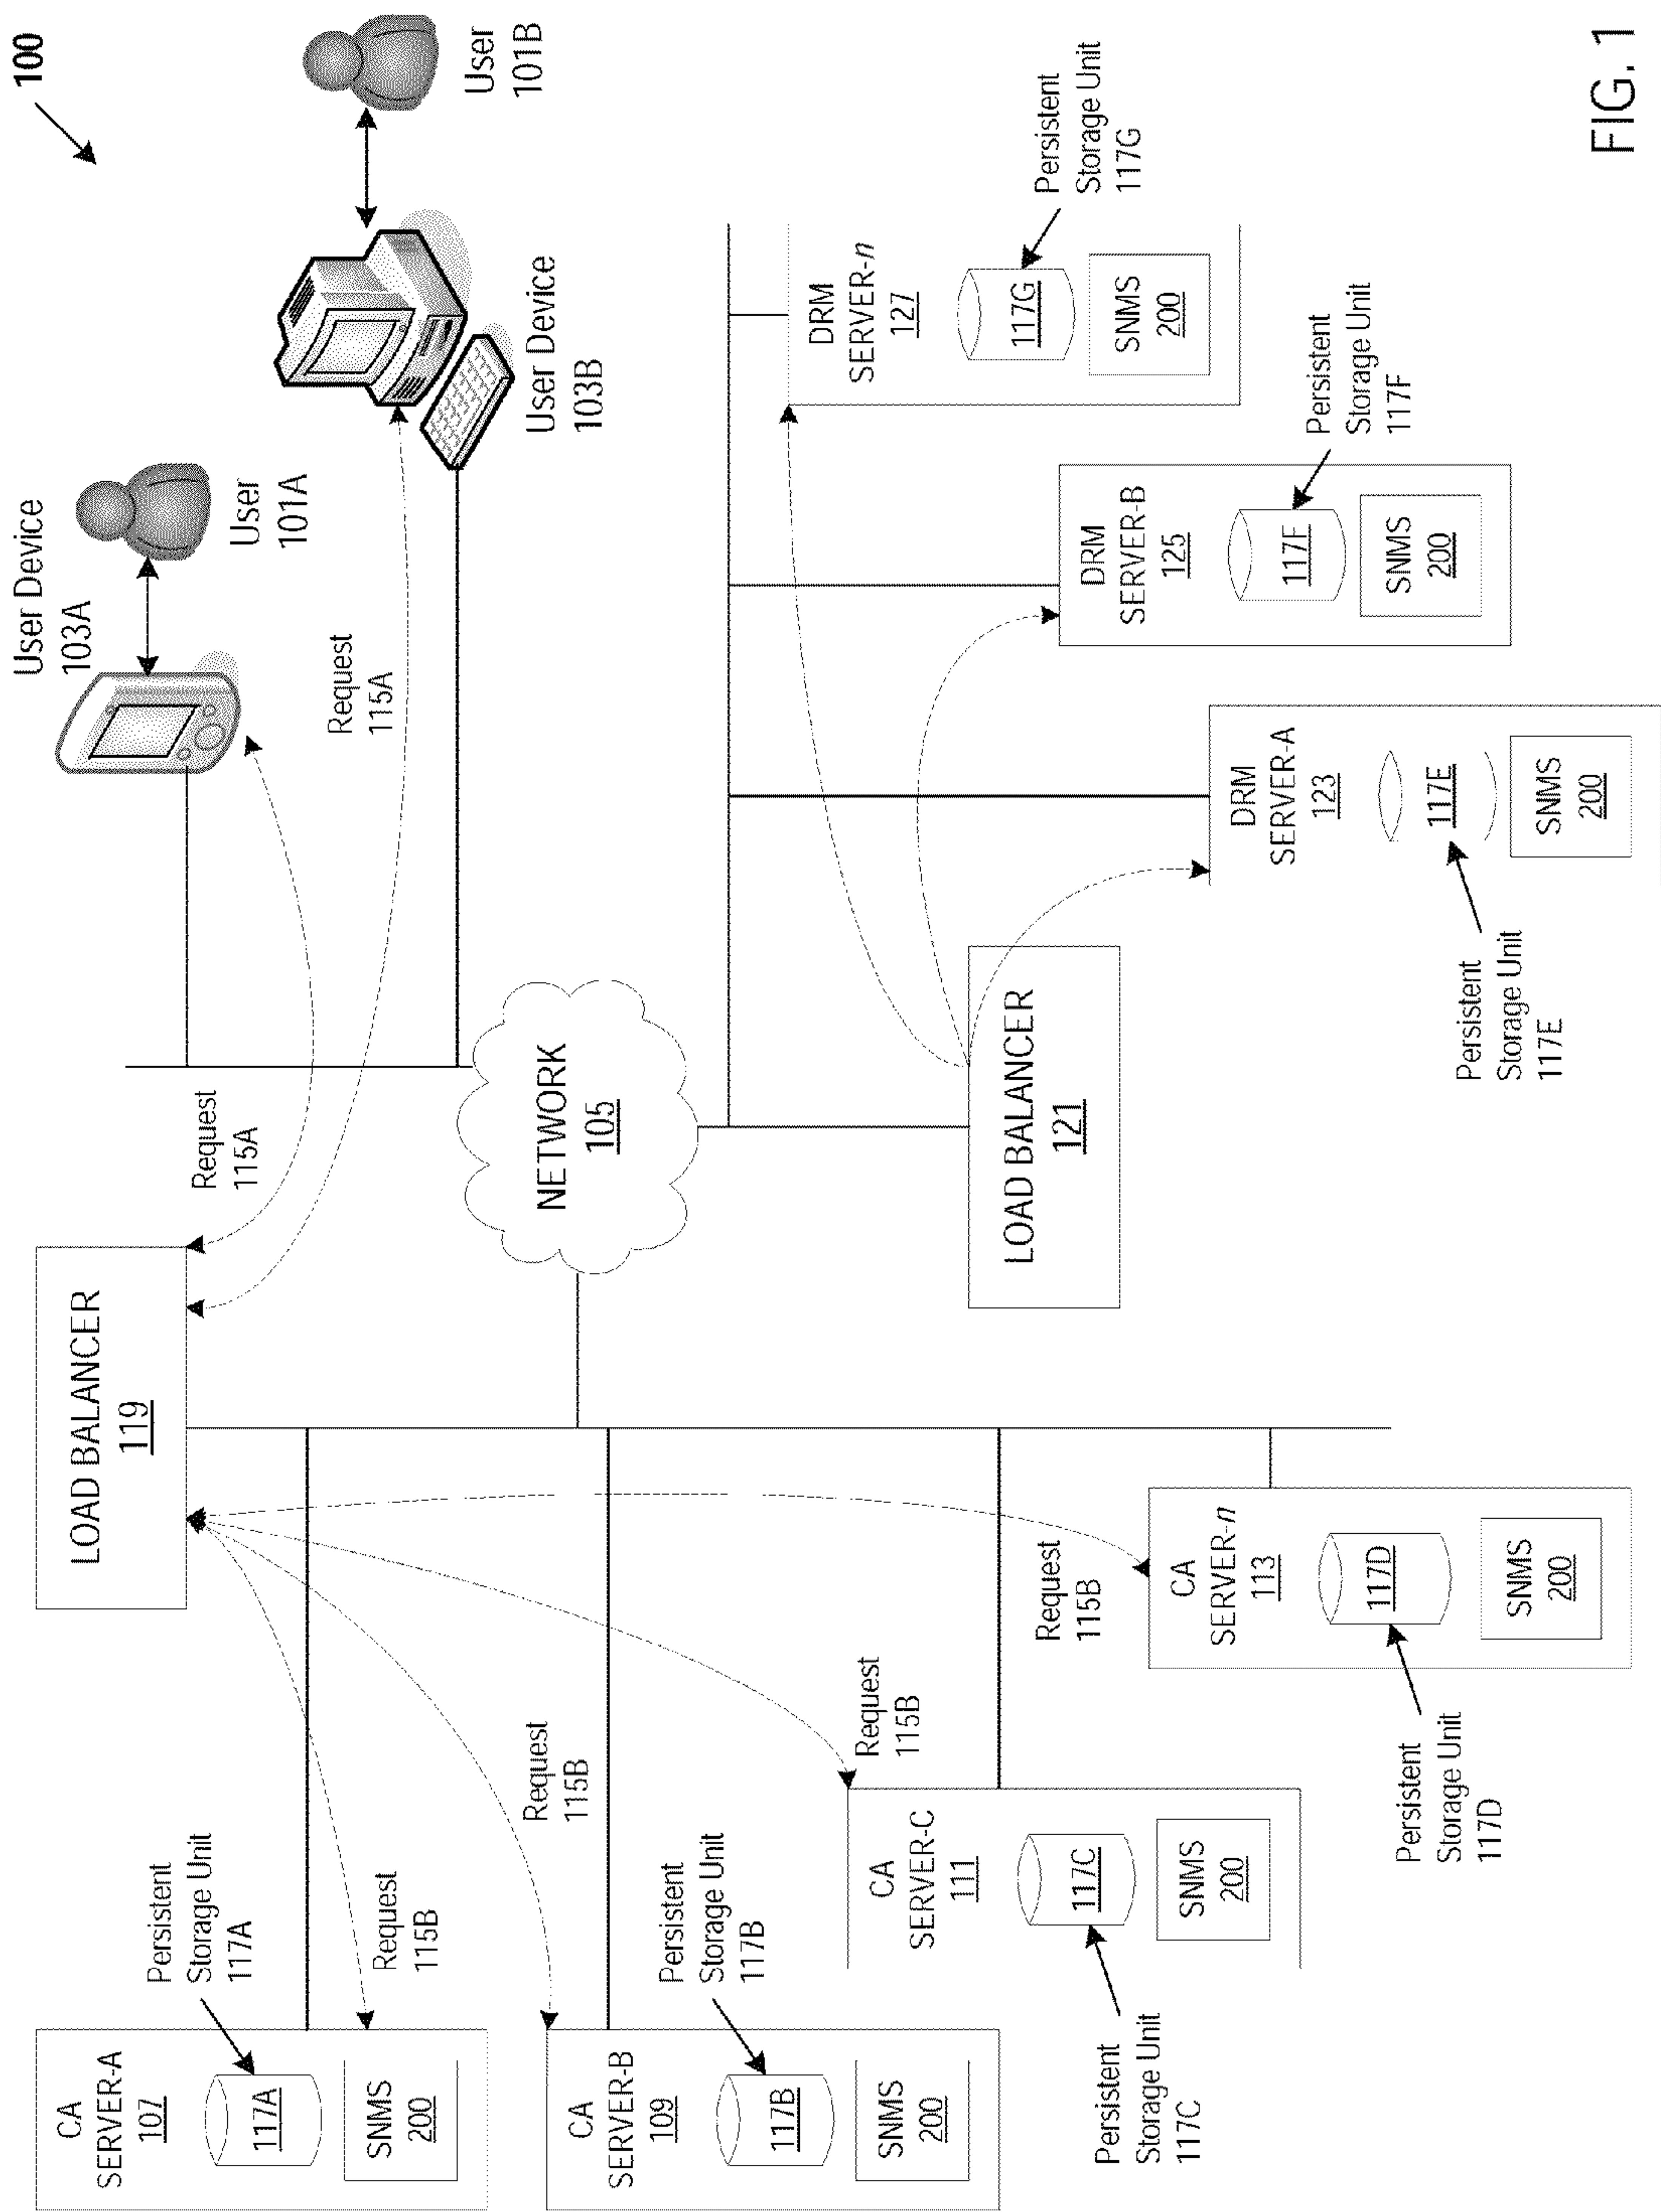 100
User Device
103A
User
101A
User
101B
User Device
103B
Request
115A
Request
115A
LOAD BALANCER
119
NETWORK
105
LOAD BALANCER
121
CA
SERVER-A
107
117A
SNMS
200
Persistent
Storage Unit
117A
Request
115B
CA
SERVER-B
109
117B
SNMS
200
Persistent
Storage Unit
117B
Request
115B
CA
SERVER-C
111
117C
SNMS
200
Persistent
Storage Unit
117C
Request
115B
CA
SERVER-n
113
117D
SNMS
200
Persistent
Storage Unit
117D
Request
115B
DRM
SERVER-A
123
117E
SNMS
200
Persistent
Storage Unit
117E
DRM
SERVER-B
125
117F
SNMS
200
Persistent
Storage Unit
117F
DRM
SERVER-n
127
117G
SNMS
200
Persistent
Storage Unit
117G
FIG. 1